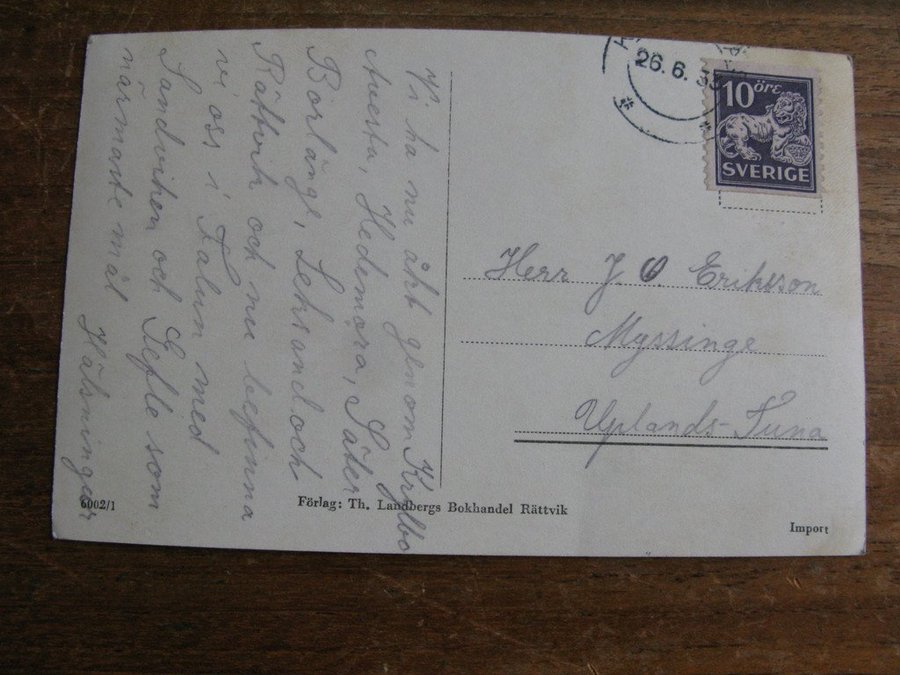 Vi ha nu åkt genom Krylbo
Avesta, Hedemora, Säter
Borlänge, Leksand och
Rättvik och nu befinna
vi oss i Falun med
Sandviken och Gefle som
närmaste mål
Hälsningar
26.6.33
10 ÖRE
SVERIGE
Herr J. O. Erikson
Myssinge
Uplands-Tuna
6002/1
Förlag: Th. Landbergs Bokhandel Rättvik
Import